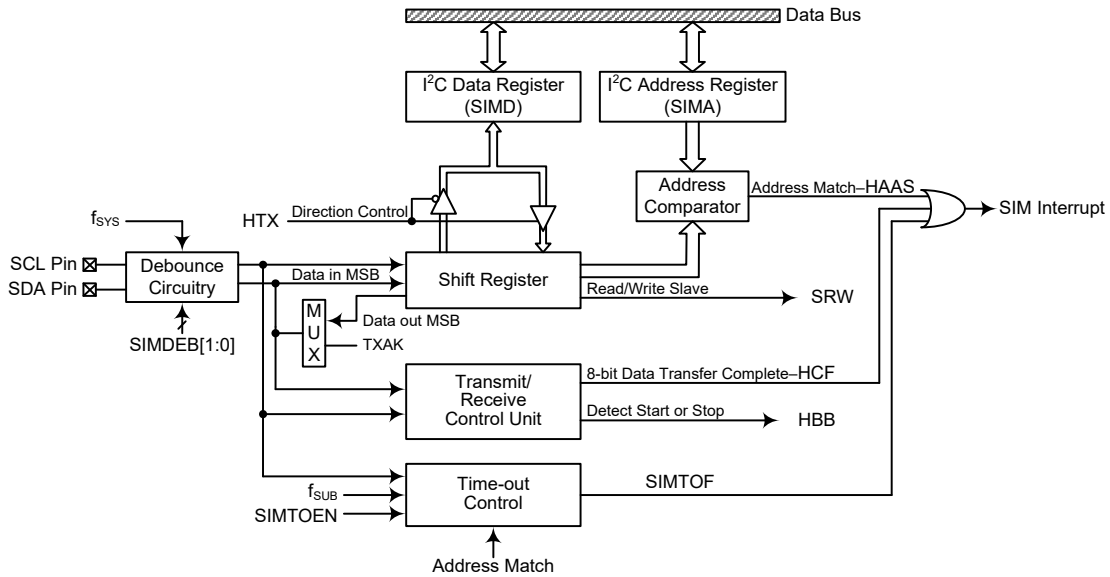 Data Bus
I²C Data Register
(SIMD)
I²C Address Register
(SIMA)
HTX
Direction Control
Address
Comparator
Address Match–HAAS
SIM Interrupt
fSYS
SCL Pin
SDA Pin
Debounce
Circuitry
SIMDEB[1:0]
Data in MSB
Shift Register
Read/Write Slave
SRW
M
U
X
Data out MSB
TXAK
Transmit/
Receive
Control Unit
8-bit Data Transfer Complete–HCF
Detect Start or Stop
HBB
fSUB
SIMTOEN
Time-out
Control
SIMTOF
Address Match